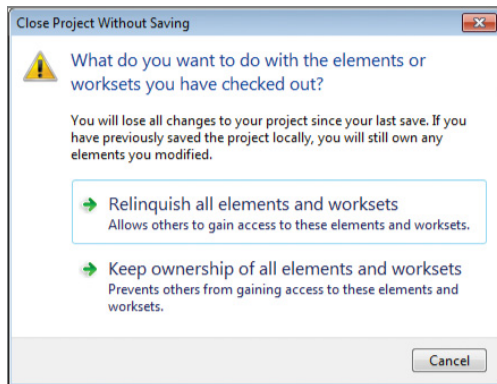 Close Project Without Saving
What do you want to do with the elements or
worksets you have checked out?
You will lose all changes to your project since your last save. If you
have previously saved the project locally, you will still own any
elements you modified.
Relinquish all elements and worksets
Allows others to gain access to these elements and worksets.
Keep ownership of all elements and worksets
Prevents others from gaining access to these elements and
worksets.
Cancel